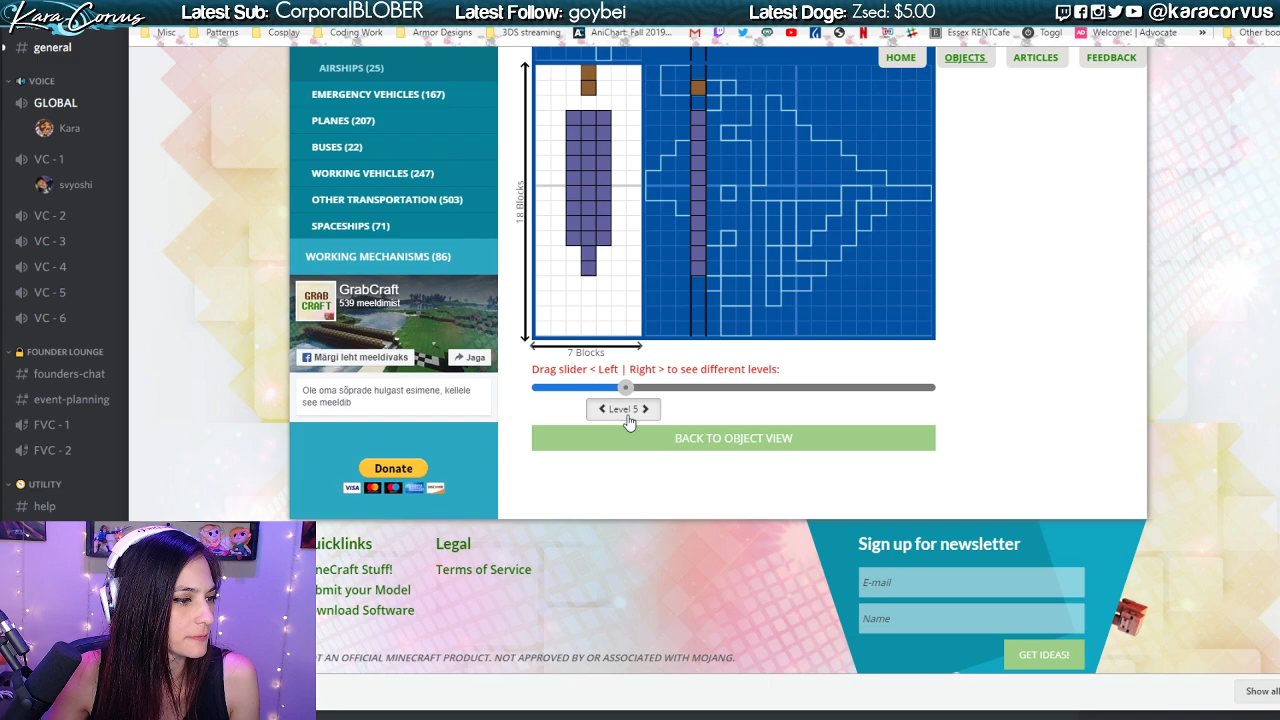 Kara Corvus
Latest Sub: CorporalBLOBER
Goal: 7 / 10 goybei
Latest Doge: Zsed: $5.00
@karacorvus
Misc
Patterns
Cosplay
Coding Work
Armor Designs
3DS streaming
AniChart: Fall 2019...
Essex RENTCafe
Toggl
Welcome! | Advocate
»
Other boo
general
VOICE
GLOBAL
Kara
VC - 1
svyoshi
VC - 2
VC - 3
VC - 4
VC - 5
VC - 6
FOUNDER LOUNGE
# founders-chat
# event-planning
FVC - 1
FVC - 2
UTILITY
# help
AIRSHIPS (25)
EMERGENCY VEHICLES (167)
PLANES (207)
BUSES (22)
WORKING VEHICLES (247)
OTHER TRANSPORTATION (503)
SPACESHIPS (71)
WORKING MECHANISMS (86)
GRAB CRAFT
GrabCraft
539 meeldimist
Märgi leht meeldivaks
Jaga
Ole oma sõprade hulgast esimene, kellele
see meeldib
Donate
VISA
HOME
OBJECTS
ARTICLES
FEEDBACK
18 Blocks
7 Blocks
Drag slider < Left | Right > to see different levels:
Level 5
BACK TO OBJECT VIEW
uicklinks
neCraft Stuff!
bmit your Model
wnload Software
Legal
Terms of Service
T AN OFFICIAL MINECRAFT PRODUCT. NOT APPROVED BY OR ASSOCIATED WITH MOJANG.
Sign up for newsletter
E-mail
Name
GET IDEAS!
Show all